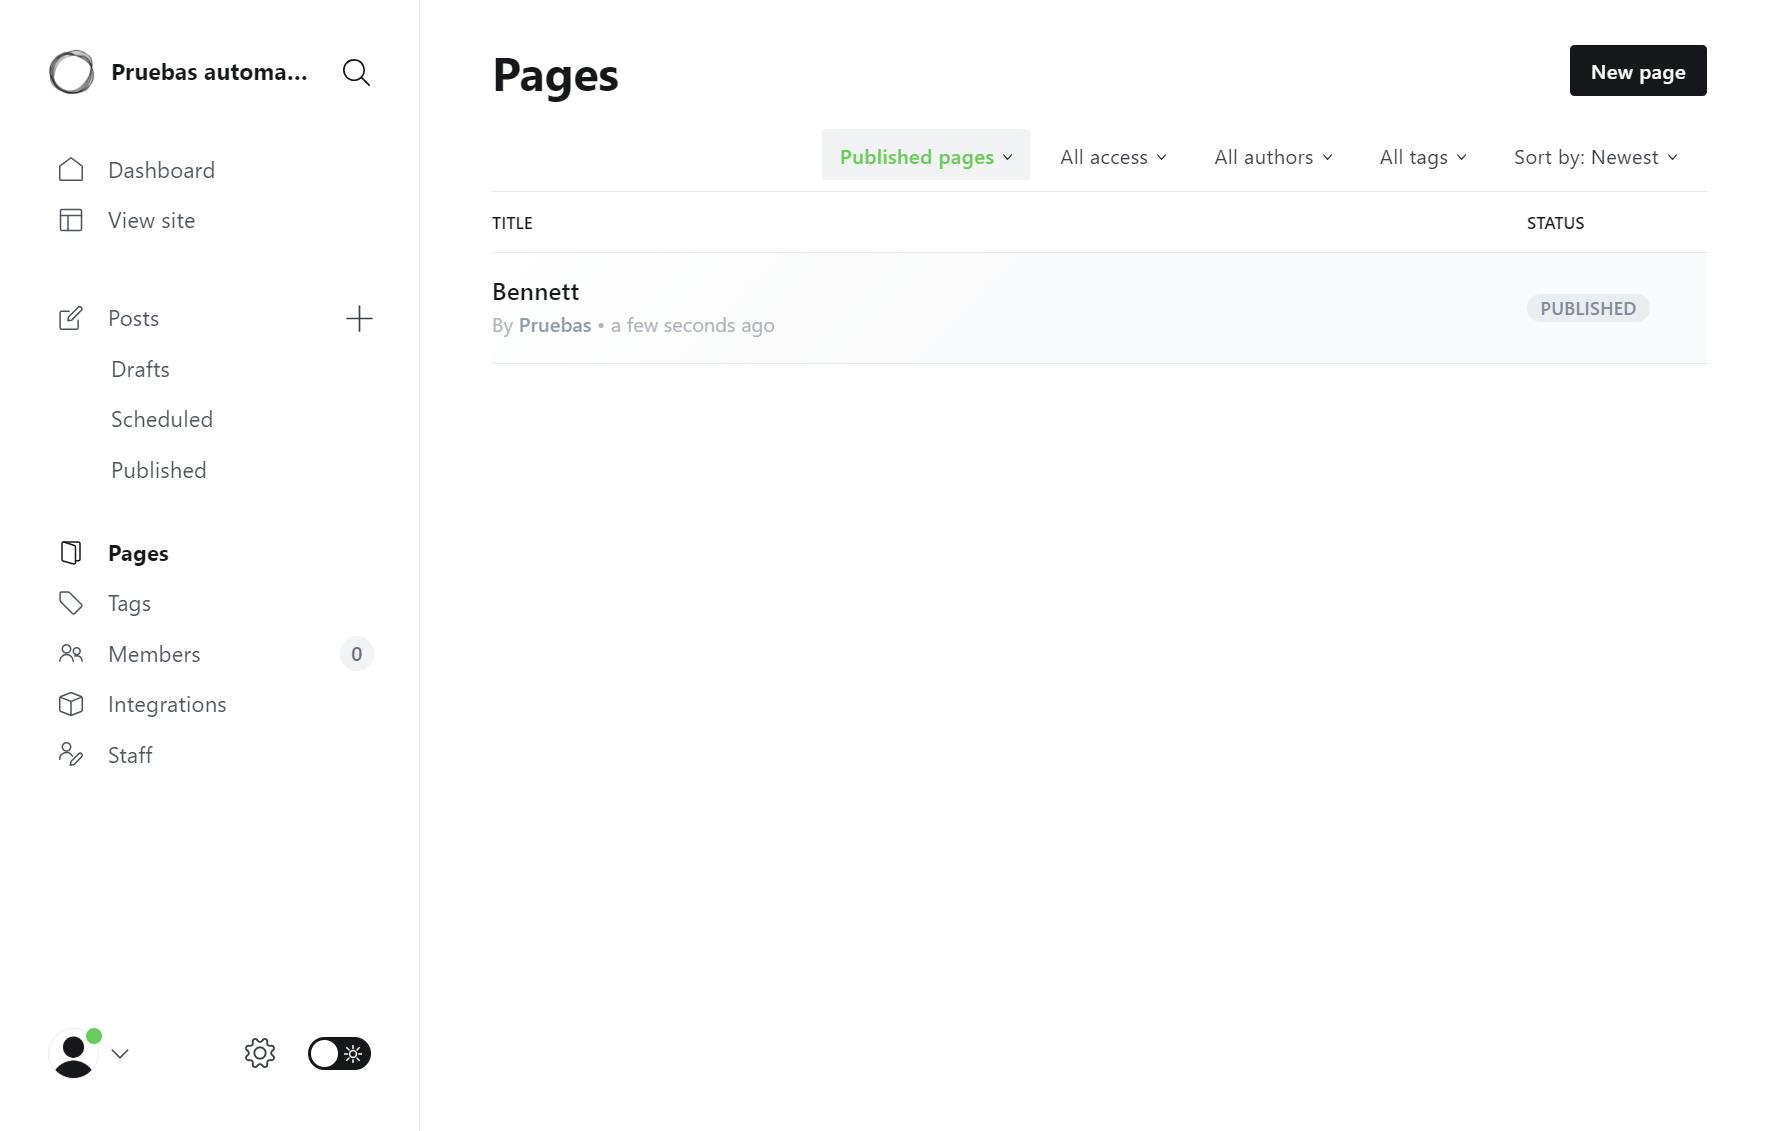 Pruebas automa...
Dashboard
View site
Posts
Drafts
Scheduled
Published
Pages
Tags
Members 0
Integrations
Staff
Pages
New page
Published pages All access All authors All tags Sort by: Newest
TITLE STATUS
Bennett
By Pruebas • a few seconds ago
PUBLISHED